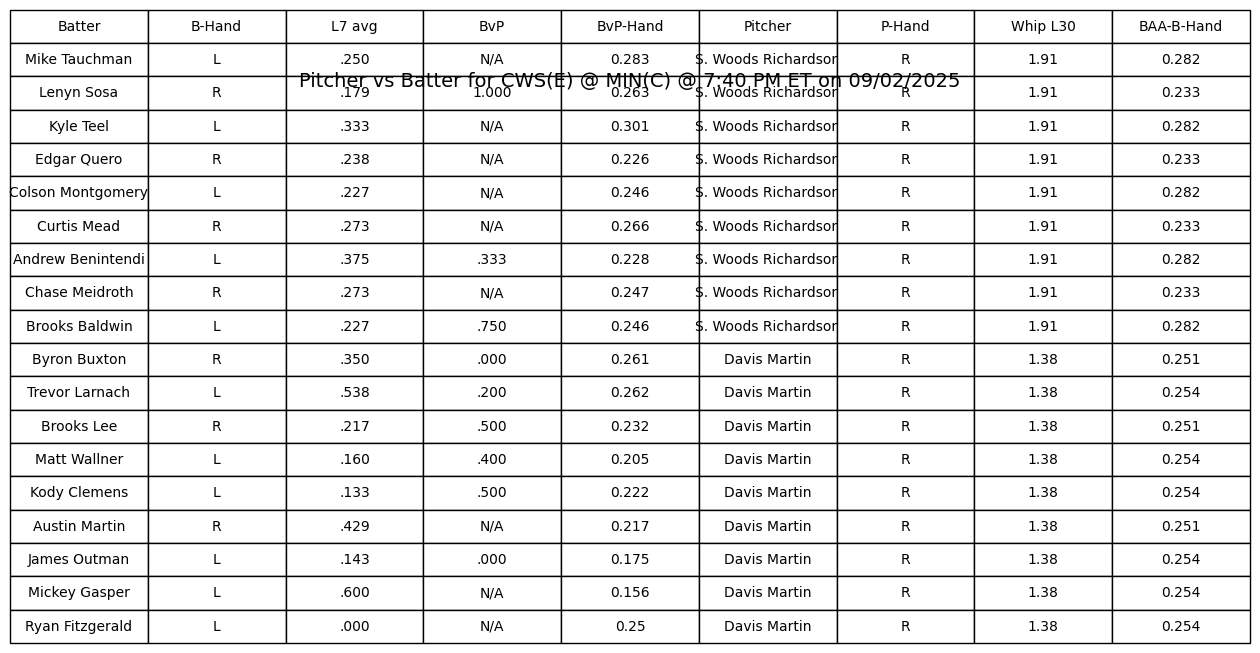 Batter B-Hand L7 avg BvP BvP-Hand Pitcher P-Hand Whip L30 BAA-B-Hand
Mike Tauchman L .250 N/A 0.283 S. Woods Richardson R 1.91 0.282
Pitcher vs Batter for CWS(E) @ MIN(C) @ 7:40 PM ET on 09/02/2025
Lenyn Sosa R .179 1.000 0.263 S. Woods Richardson R 1.91 0.233
Kyle Teel L .333 N/A 0.301 S. Woods Richardson R 1.91 0.282
Edgar Quero R .238 N/A 0.226 S. Woods Richardson R 1.91 0.233
Colson Montgomery L .227 N/A 0.246 S. Woods Richardson R 1.91 0.282
Curtis Mead R .273 N/A 0.266 S. Woods Richardson R 1.91 0.233
Andrew Benintendi L .375 .333 0.228 S. Woods Richardson R 1.91 0.282
Chase Meidroth R .273 N/A 0.247 S. Woods Richardson R 1.91 0.233
Brooks Baldwin L .227 .750 0.246 S. Woods Richardson R 1.91 0.282
Byron Buxton R .350 .000 0.261 Davis Martin R 1.38 0.251
Trevor Larnach L .538 .200 0.262 Davis Martin R 1.38 0.254
Brooks Lee R .217 .500 0.232 Davis Martin R 1.38 0.251
Matt Wallner L .160 .400 0.205 Davis Martin R 1.38 0.254
Kody Clemens L .133 .500 0.222 Davis Martin R 1.38 0.254
Austin Martin R .429 N/A 0.217 Davis Martin R 1.38 0.251
James Outman L .143 .000 0.175 Davis Martin R 1.38 0.254
Mickey Gasper L .600 N/A 0.156 Davis Martin R 1.38 0.254
Ryan Fitzgerald L .000 N/A 0.25 Davis Martin R 1.38 0.254